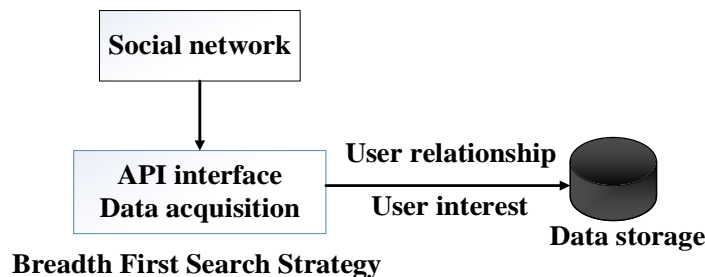 Social network
API interface
Data acquisition
User relationship
User interest
Data storage
Breadth First Search Strategy